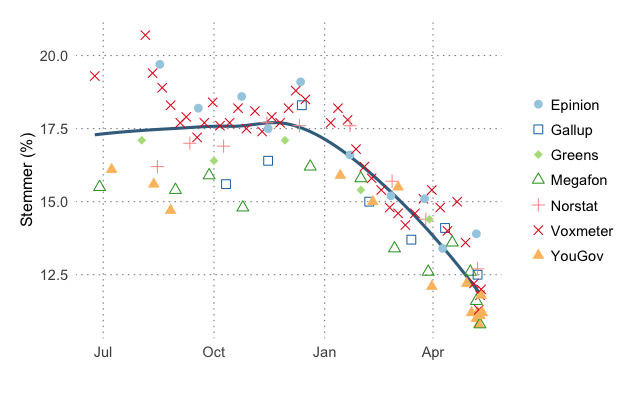 20.0
17.5
15.0
12.5
Stemmer (%)
Jul
Oct
Jan
Apr
Epinion
Gallup
Greens
Megafon
Norstat
Voxmeter
YouGov